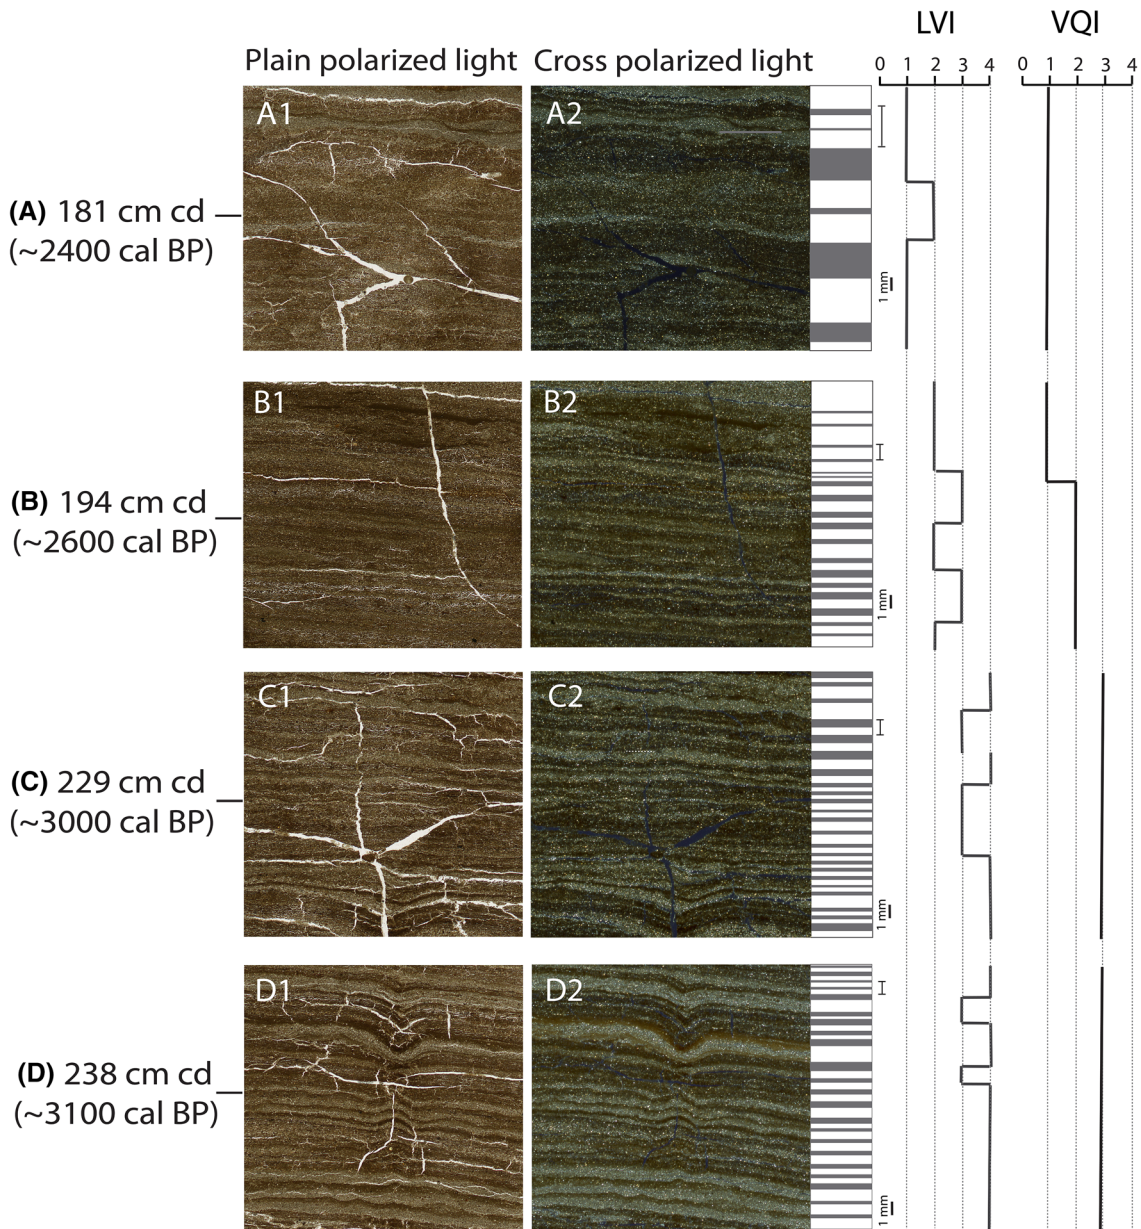 LVI VQI
Plain polarized light Cross polarized light
0 1 2 3 4 0 1 2 3 4
A1 A2
(A) 181 cm cd
(~2400 cal BP)
1 mm
B1 B2
(B) 194 cm cd
(~2600 cal BP)
1 mm
C1 C2
(C) 229 cm cd
(~3000 cal BP)
1 mm
D1 D2
(D) 238 cm cd
(~3100 cal BP)
1 mm